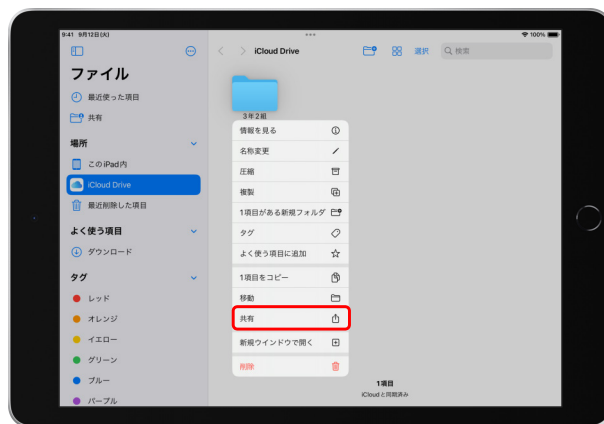 9:41 9月12日(火)
100%
ファイル
最近使った項目
共有
場所
このiPad内
iCloud Drive
最近削除した項目
よく使う項目
ダウンロード
タグ
レッド
オレンジ
イエロー
グリーン
ブルー
パープル
iCloud Drive
選択
検索
3年2組
情報を見る
名称変更
圧縮
複製
1項目がある新規フォルダ
タグ
よく使う項目に追加
1項目をコピー
移動
共有
新規ウインドウで開く
削除
1項目
iCloudと同期済み